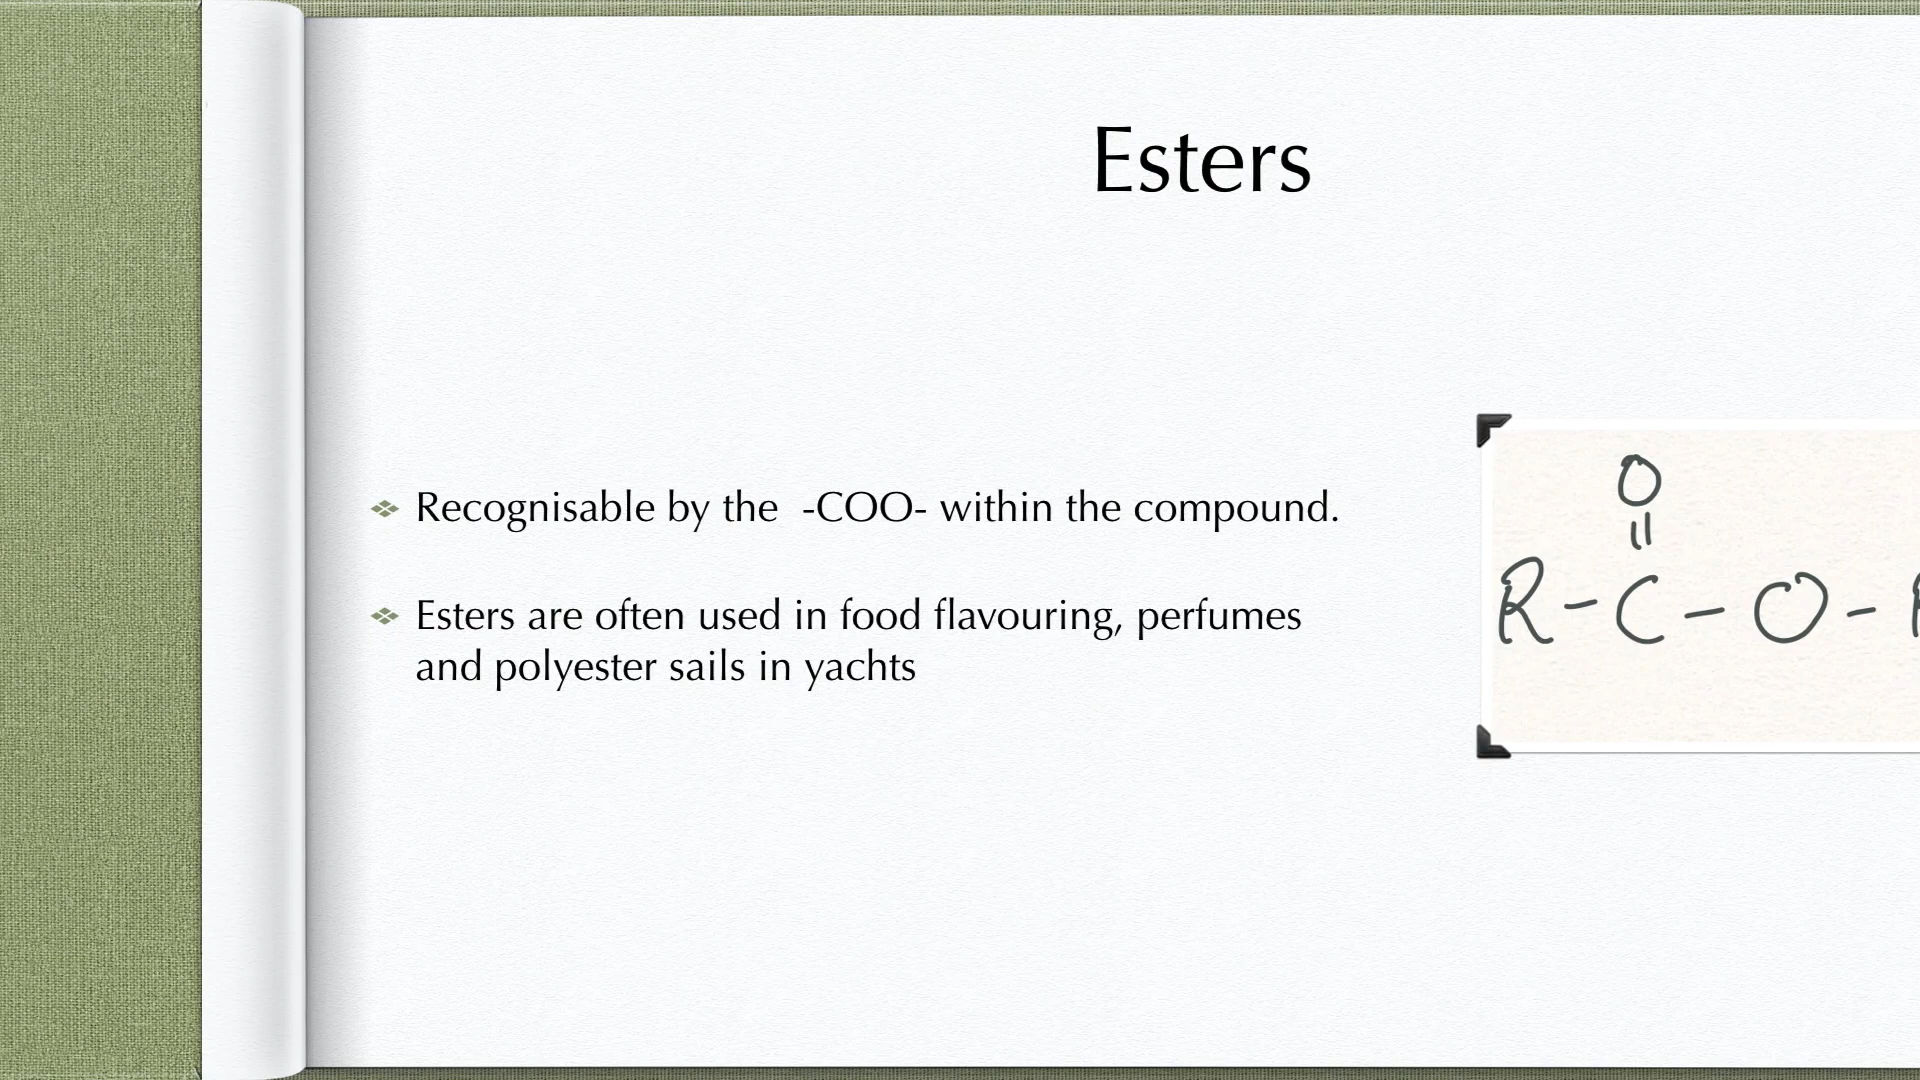 Esters
Recognisable by the -COO- within the compound.
Esters are often used in food flavouring, perfumes
and polyester sails in yachts
O
||
R - C - O -